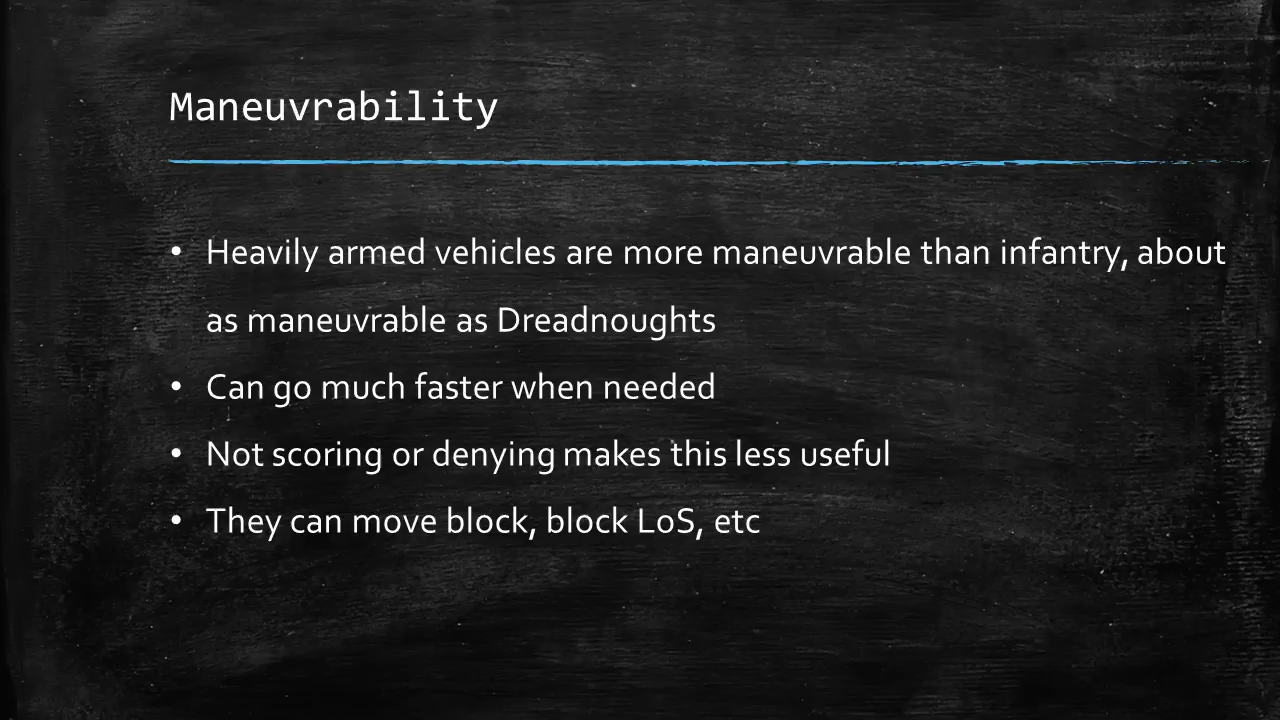 Maneuvrability
• Heavily armed vehicles are more maneuvrable than infantry, about
as maneuvrable as Dreadnoughts
• Can go much faster when needed
• Not scoring or denying makes this less useful
• They can move block, block LoS, etc